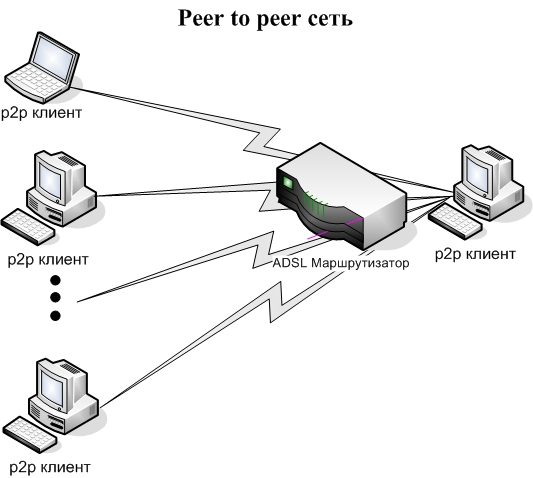 Peer to peer сеть
p2p клиент
p2p клиент
ADSL Маршрутизатор
p2p клиент
p2p клиент